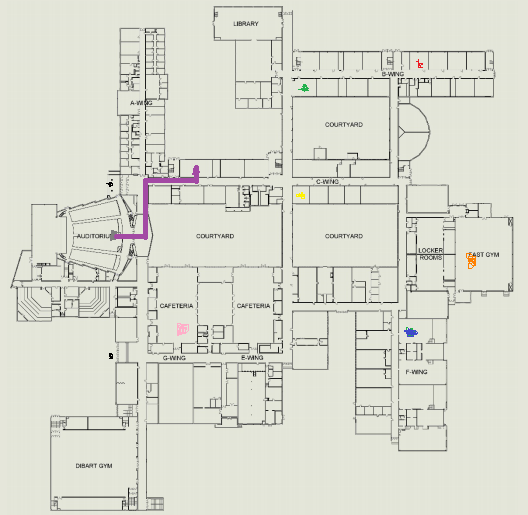 LIBRARY
B-WING
A-WING
COURTYARD
C-WING
AUDITORIUM
COURTYARD
COURTYARD
LOCKER
ROOMS
EAST GYM
CAFETERIA
CAFETERIA
G-WING
E-WING
F-WING
DIBART GYM